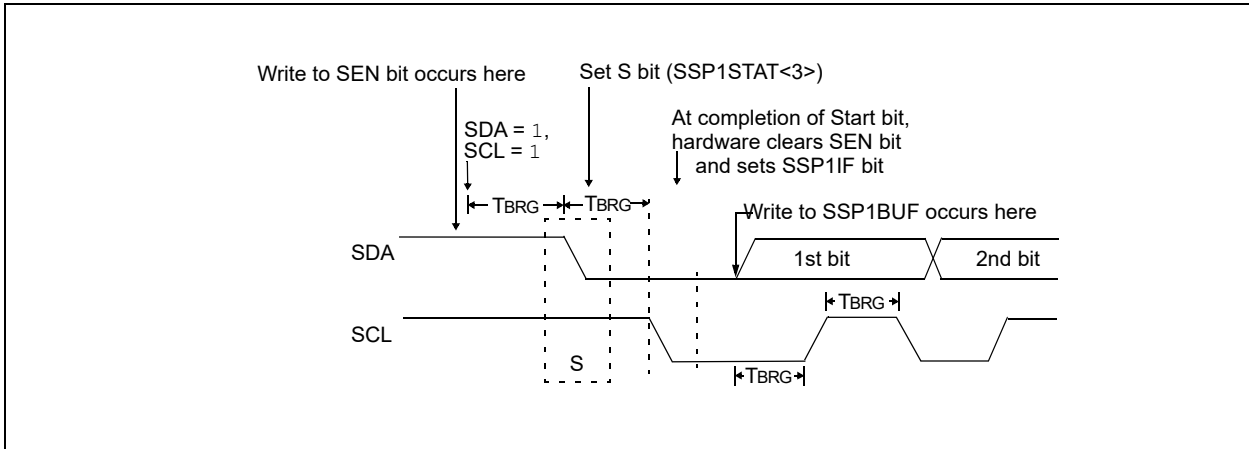 Write to SEN bit occurs here
Set S bit (SSP1STAT<3>)
SDA = 1,
SCL = 1
At completion of Start bit,
hardware clears SEN bit
and sets SSP1IF bit
TBRG
TBRG
Write to SSP1BUF occurs here
SDA
1st bit
2nd bit
TBRG
SCL
S
TBRG